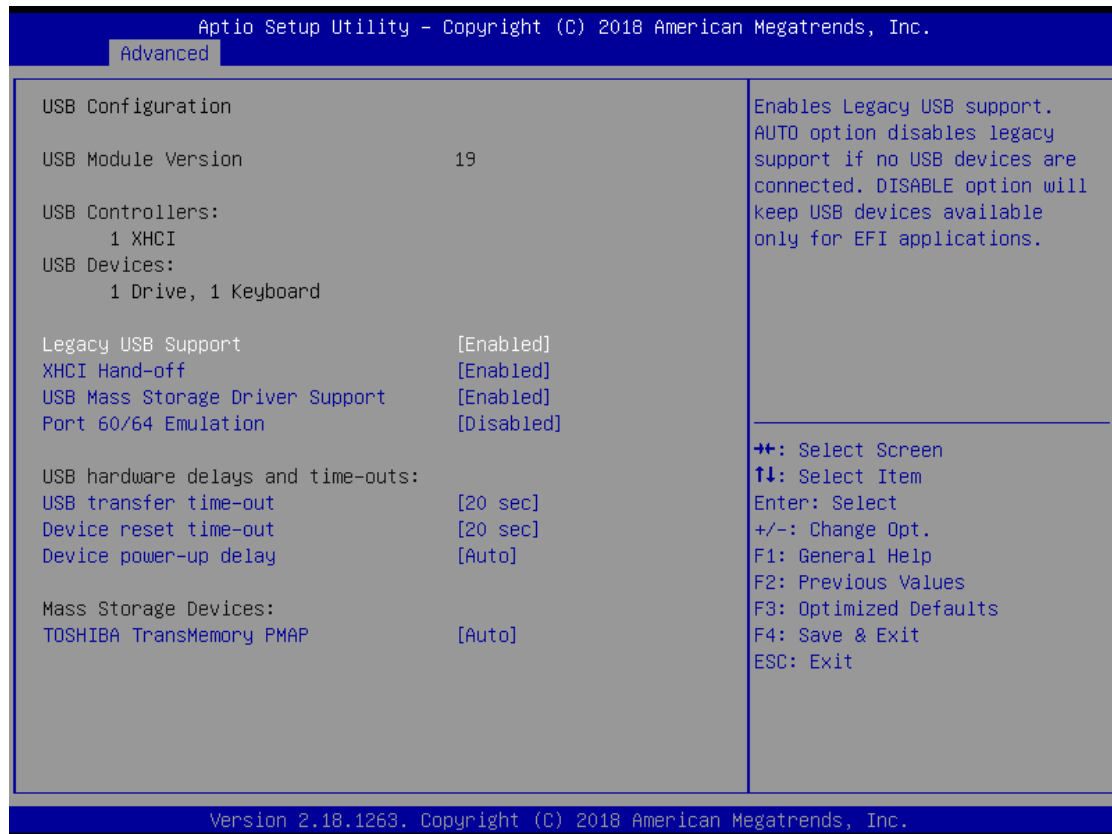 Aptio Setup Utility – Copyright (C) 2018 American Megatrends, Inc.
Advanced
USB Configuration
USB Module Version 19
USB Controllers:
1 XHCI
USB Devices:
1 Drive, 1 Keyboard
Legacy USB Support [Enabled]
XHCI Hand-off [Enabled]
USB Mass Storage Driver Support [Enabled]
Port 60/64 Emulation [Disabled]
USB hardware delays and time-outs:
USB transfer time-out [20 sec]
Device reset time-out [20 sec]
Device power-up delay [Auto]
Mass Storage Devices:
TOSHIBA TransMemory PMAP [Auto]
Enables Legacy USB support.
AUTO option disables legacy
support if no USB devices are
connected. DISABLE option will
keep USB devices available
only for EFI applications.
→←: Select Screen
↑↓: Select Item
Enter: Select
+/-: Change Opt.
F1: General Help
F2: Previous Values
F3: Optimized Defaults
F4: Save & Exit
ESC: Exit
Version 2.18.1263. Copyright (C) 2018 American Megatrends, Inc.